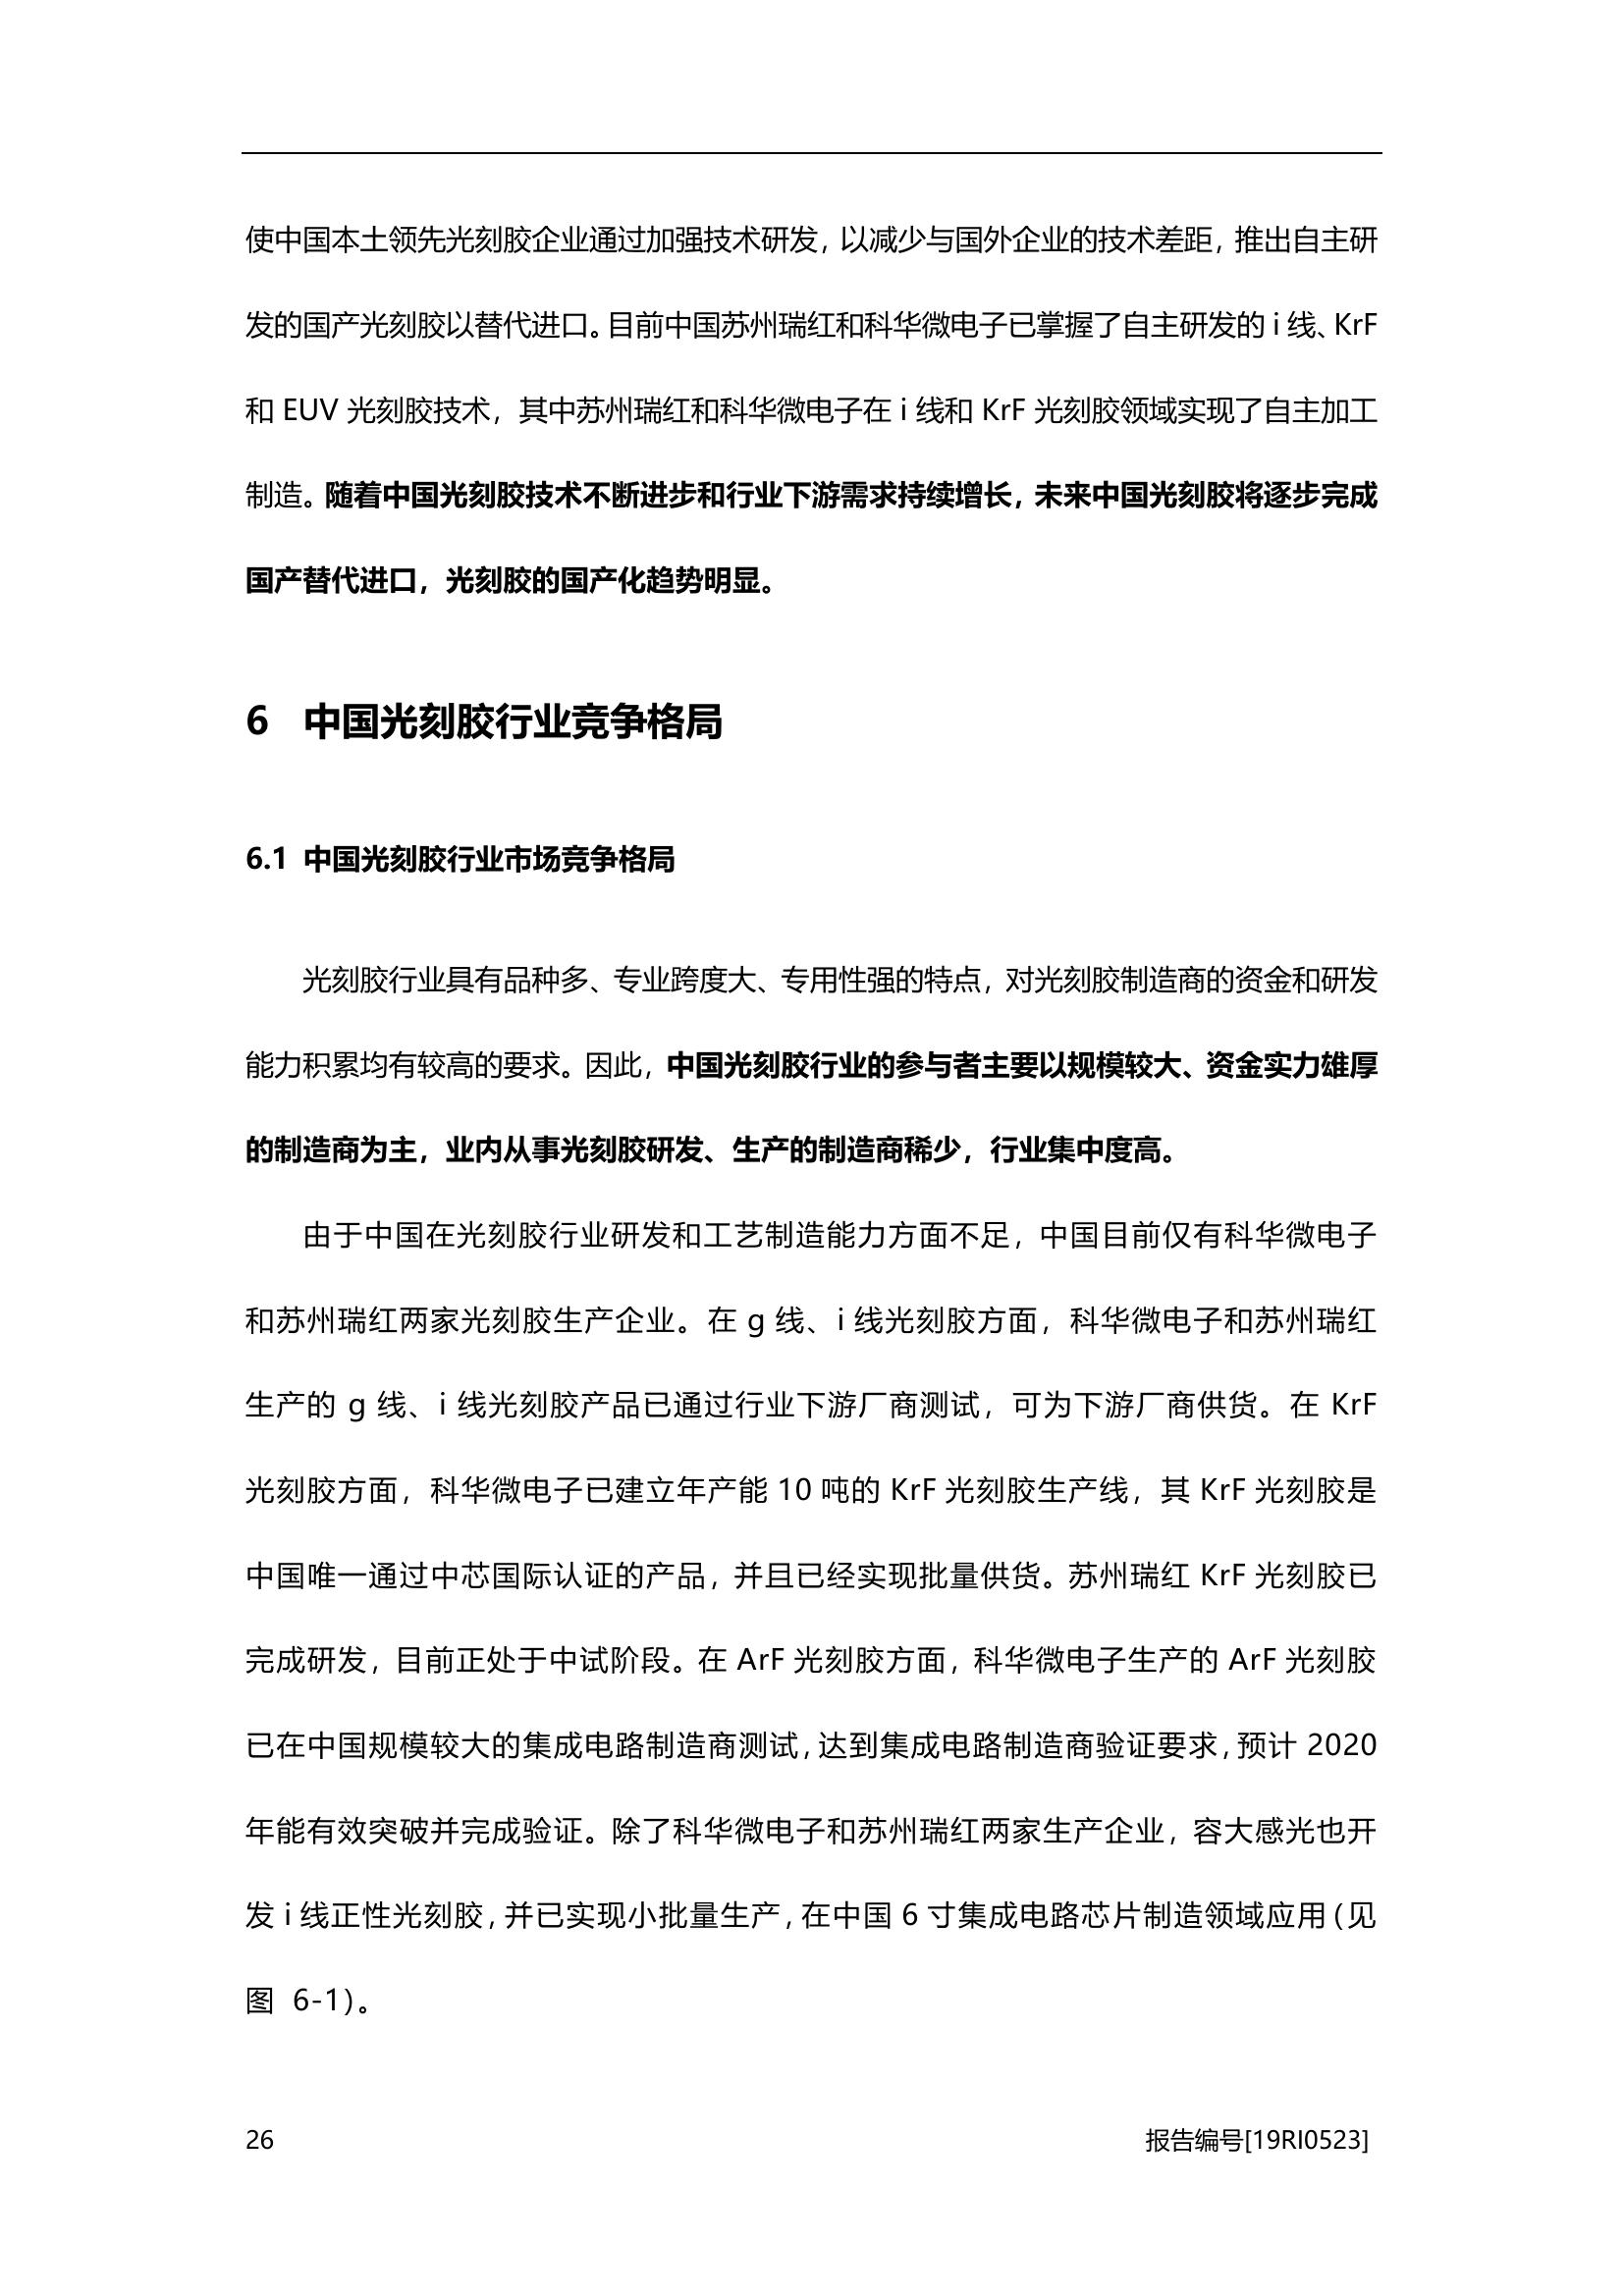 使中国本土领先光刻胶企业通过加强技术研发，以减少与国外企业的技术差距，推出自主研
发的国产光刻胶以替代进口。目前中国苏州瑞红和科华微电子已掌握了自主研发的 i 线、KrF
和 EUV 光刻胶技术，其中苏州瑞红和科华微电子在 i 线和 KrF 光刻胶领域实现了自主加工
制造。随着中国光刻胶技术不断进步和行业下游需求持续增长，未来中国光刻胶将逐步完成
国产替代进口，光刻胶的国产化趋势明显。
6 中国光刻胶行业竞争格局
6.1 中国光刻胶行业市场竞争格局
光刻胶行业具有品种多、专业跨度大、专用性强的特点，对光刻胶制造商的资金和研发
能力积累均有较高的要求。因此，中国光刻胶行业的参与者主要以规模较大、资金实力雄厚
的制造商为主，业内从事光刻胶研发、生产的制造商稀少，行业集中度高。
由于中国在光刻胶行业研发和工艺制造能力方面不足，中国目前仅有科华微电子
和苏州瑞红两家光刻胶生产企业。在 g 线、i 线光刻胶方面，科华微电子和苏州瑞红
生产的 g 线、i 线光刻胶产品已通过行业下游厂商测试，可为下游厂商供货。在 KrF
光刻胶方面，科华微电子已建立年产能 10 吨的 KrF 光刻胶生产线，其 KrF 光刻胶是
中国唯一通过中芯国际认证的产品，并且已经实现批量供货。苏州瑞红 KrF 光刻胶已
完成研发，目前正处于中试阶段。在 ArF 光刻胶方面，科华微电子生产的 ArF 光刻胶
已在中国规模较大的集成电路制造商测试，达到集成电路制造商验证要求，预计 2020
年能有效突破并完成验证。除了科华微电子和苏州瑞红两家生产企业，容大感光也开
发 i 线正性光刻胶，并已实现小批量生产，在中国 6 寸集成电路芯片制造领域应用（见
图 6-1）。
26
报告编号[19RI0523]